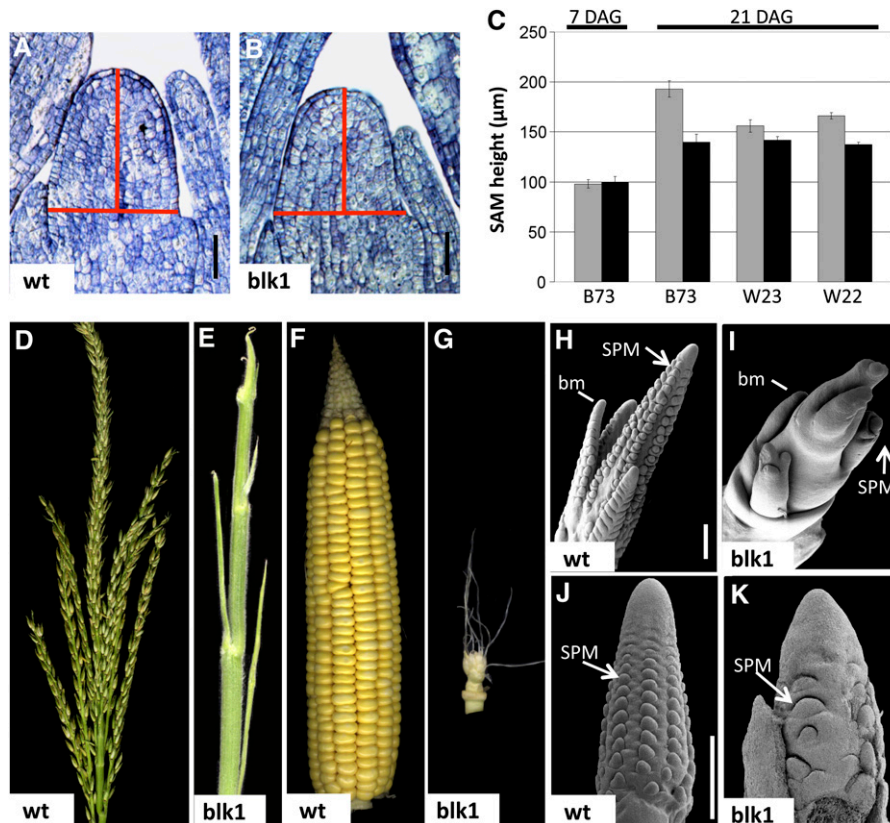 A
wt
B
blk1
C
7 DAG
21 DAG
SAM height (µm)
250
200
150
100
50
0
B73
B73
W23
W22
D
wt
E
blk1
F
wt
G
blk1
H
SPM
bm
wt
I
bm
SPM
blk1
J
SPM
wt
K
SPM
blk1